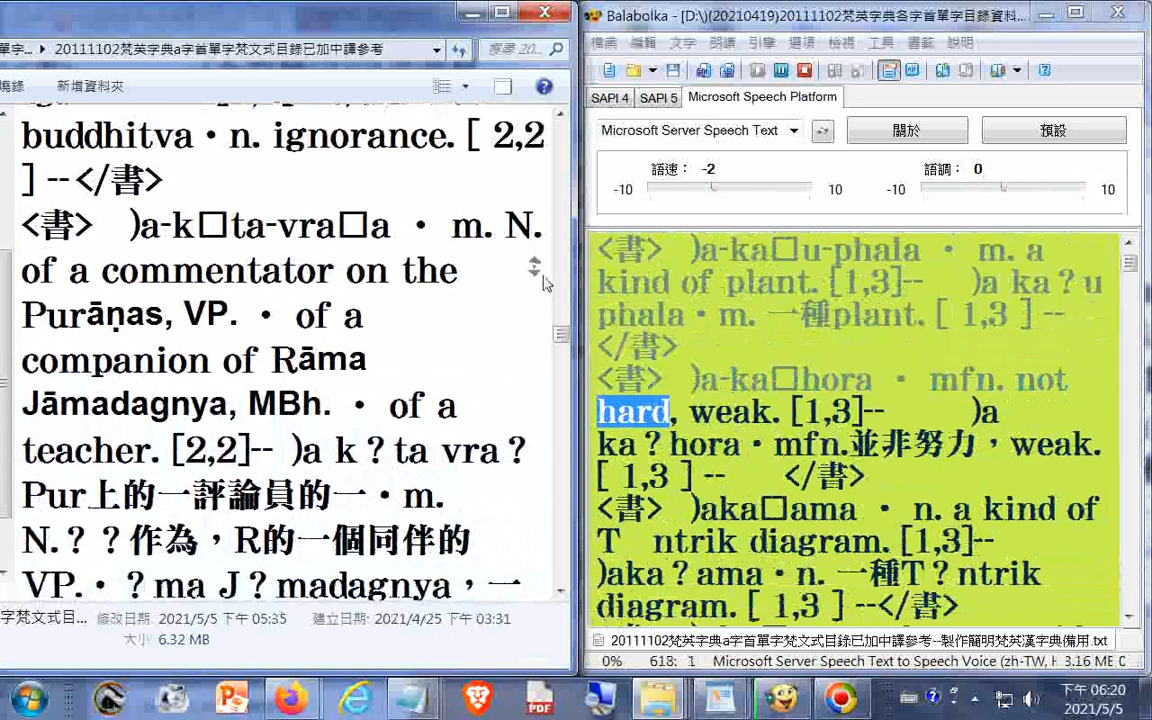 單字... ▸ 20111102梵英字典a字首單字梵文式目錄已加中譯參考
搜尋 20...
燒錄 新增資料夾
buddhitva・n. ignorance. [ 2,2
] --</書>
<書> )a-k□ta-vra□a ・ m. N.
of a commentator on the
Purāṇas, VP. ・ of a
companion of Rāma
Jāmadagnya, MBh. ・ of a
teacher. [2,2]-- )a k？ta vra？
Pur上的一評論員的一・m.
N.？？作為，R的一個同伴的
VP.・？ma J？madagnya，一
字梵文式目... 修改日期: 2021/5/5 下午 05:35 建立日期: 2021/4/25 下午 03:31
大小: 6.32 MB
Balabolka - [D:\)(20210419)20111102梵英字典各字首單字目錄資料...
檔案 編輯 文字 朗讀 引擎 選項 檢視 工具 書籤 說明
SAPI 4 SAPI 5 Microsoft Speech Platform
Microsoft Server Speech Text 關於 預設
語速： -2 語調： 0
-10 10 -10 10
<書> )a-ka□u-phala ・ m. a
kind of plant. [1,3]-- )a ka？u
phala・m. 一種plant. [ 1,3 ] --
</書>
<書> )a-ka□hora ・ mfn. not
hard, weak. [1,3]-- )a
ka？hora・mfn.並非努力，weak.
[ 1,3 ] -- </書>
<書> )aka□ama ・ n. a kind of
T ntrik diagram. [1,3]--
)aka？ama・n. 一種T？ntrik
diagram. [ 1,3 ] --</書>
20111102梵英字典a字首單字梵文式目錄已加中譯參考--製作簡明梵英漢字典備用.txt
0% 618: 1 Microsoft Server Speech Text to Speech Voice (zh-TW, H 3.16 MB
PDF
下午 06:20
2021/5/5